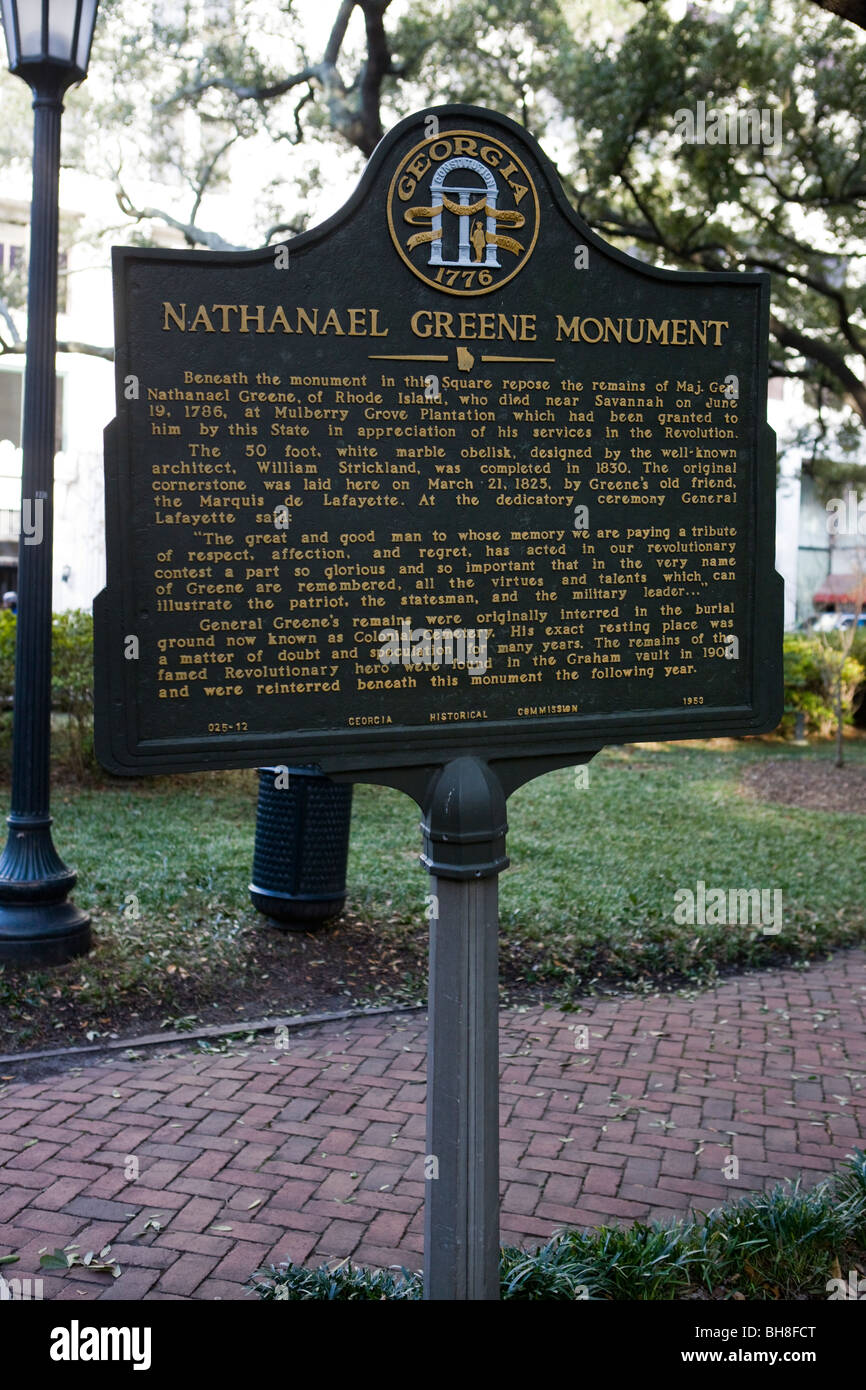 GEORGIA
CONSTITUTION
1776
NATHANAEL GREENE MONUMENT
Beneath the monument in this Square repose the remains of Maj. Gen.
Nathanael Greene, of Rhode Island, who died near Savannah on June
19, 1786, at Mulberry Grove Plantation which had been granted to
him by this State in appreciation of his services in the Revolution.
The 50 foot, white marble obelisk, designed by the well-known
architect, William Strickland, was completed in 1830. The original
cornerstone was laid here on March 21, 1825, by Greene's old friend,
the Marquis de Lafayette. At the dedicatory ceremony General
Lafayette said:
"The great and good man to whose memory we are paying a tribute
of respect, affection, and regret, has acted in our revolutionary
contest a part so glorious and so important that in the very name
of Greene are remembered, all the virtues and talents which can
illustrate the patriot, the statesman, and the military leader..."
General Greene's remains were originally interred in the burial
ground now known as Colonial Cemetery. His exact resting place was
a matter of doubt and speculation for many years. The remains of the
famed Revolutionary hero were found in the Graham vault in 1901
and were reinterred beneath this monument the following year.
025-12 GEORGIA HISTORICAL COMMISSION 1953
alamy
Image ID: BH8FCT
www.alamy.com